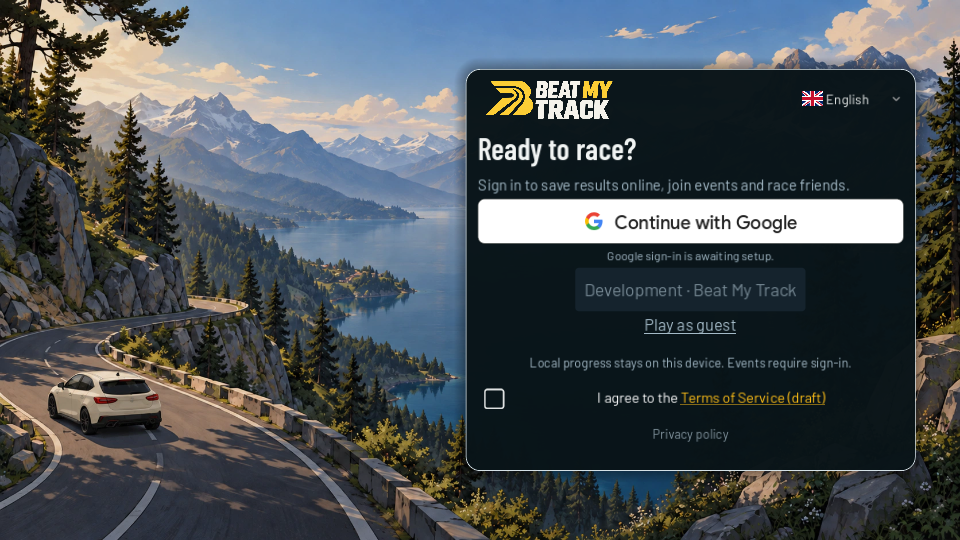 BEAT MY
TRACK
English
Ready to race?
Sign in to save results online, join events and race friends.
Continue with Google
Google sign-in is awaiting setup.
Development · Beat My Track
Play as guest
Local progress stays on this device. Events require sign-in.
I agree to the Terms of Service (draft)
Privacy policy